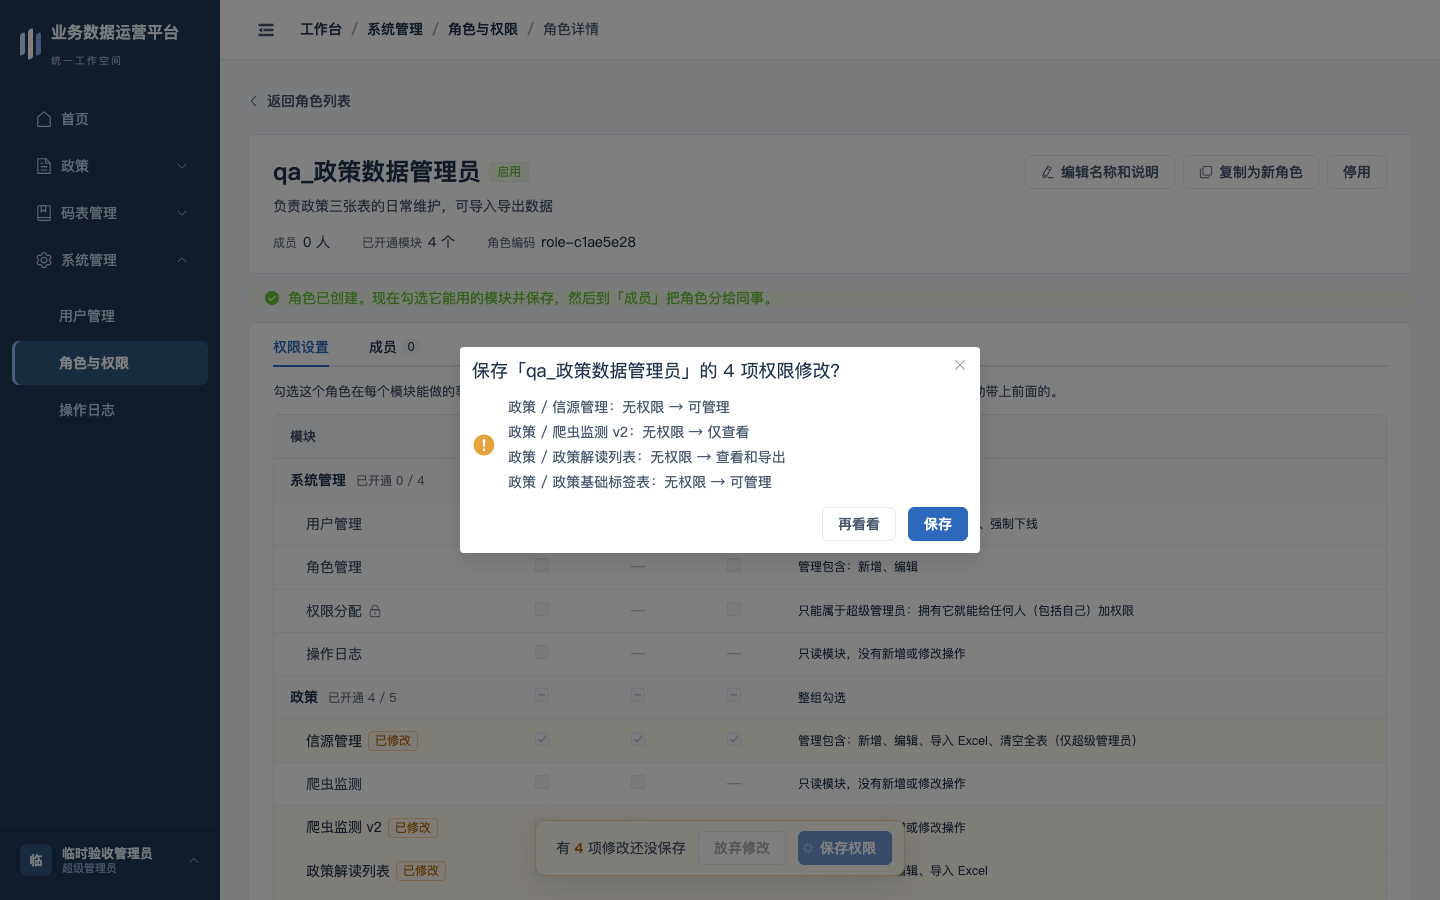 业务数据运营平台
统一工作空间
首页
政策
码表管理
系统管理
用户管理
角色与权限
操作日志
临
临时验收管理员
超级管理员
工作台 / 系统管理 / 角色与权限 / 角色详情
返回角色列表
qa_政策数据管理员 启用
编辑名称和说明 复制为新角色 停用
负责政策三张表的日常维护，可导入导出数据
成员 0 人 已开通模块 4 个 角色编码 role-c1ae5e28
角色已创建。现在勾选它能用的模块并保存，然后到「成员」把角色分给同事。
权限设置 成员 0
勾选这个角色在每个模块能做的 带上前面的。
保存「qa_政策数据管理员」的 4 项权限修改?
政策 / 信源管理：无权限 → 可管理
政策 / 爬虫监测 v2：无权限 → 仅查看
政策 / 政策解读列表：无权限 → 查看和导出
政策 / 政策基础标签表：无权限 → 可管理
再看看 保存
模块
系统管理 已开通 0 / 4
用户管理 、强制下线
角色管理 — 管理包含：新增、编辑
权限分配 — 只能属于超级管理员：拥有它就能给任何人（包括自己）加权限
操作日志 — — 只读模块，没有新增或修改操作
政策 已开通 4 / 5 整组勾选
信源管理 已修改 管理包含：新增、编辑、导入 Excel、清空全表（仅超级管理员）
爬虫监测 — 只读模块，没有新增或修改操作
爬虫监测 v2 已修改 或修改操作
有 4 项修改还没保存 放弃修改 保存权限
政策解读列表 已修改 辑、导入 Excel